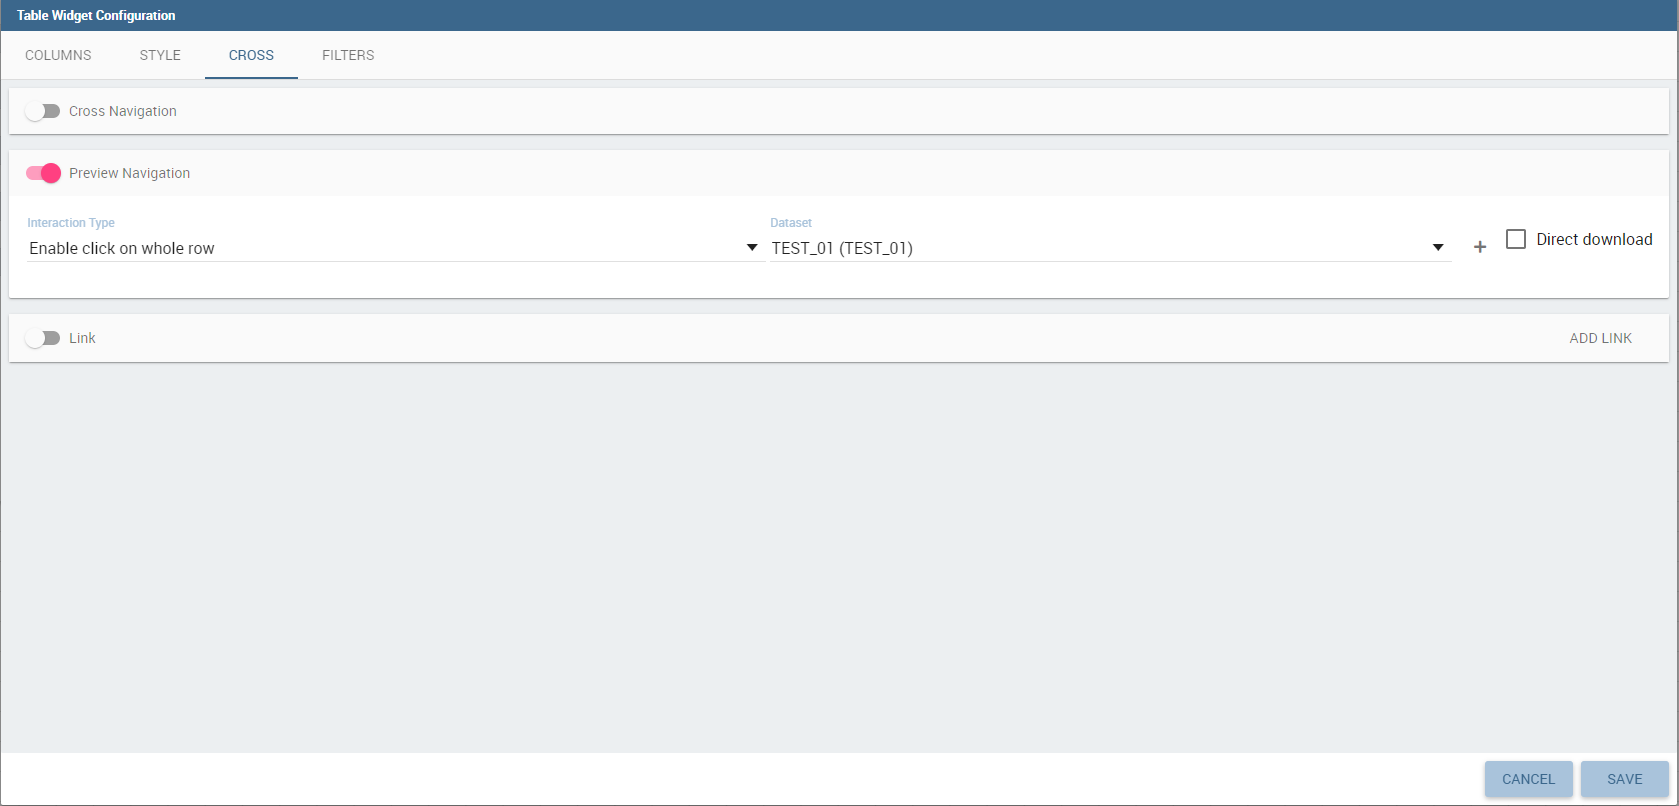 Table Widget Configuration
COLUMNS STYLE CROSS FILTERS
Cross Navigation
Preview Navigation
Interaction Type Dataset
Enable click on whole row TEST_01 (TEST_01) + Direct download
Link ADD LINK
CANCEL SAVE